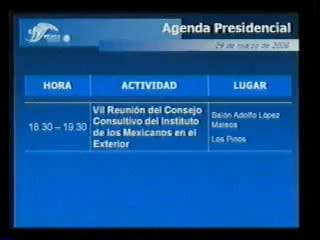 Agenda Presidencial
29 de marzo de 2006
HORA ACTIVIDAD LUGAR
18.30 – 19.30
VII Reunión del Consejo
Consultivo del Instituto
de los Mexicanos en el
Exterior
Salón Adolfo López
Mateos
Los Pinos